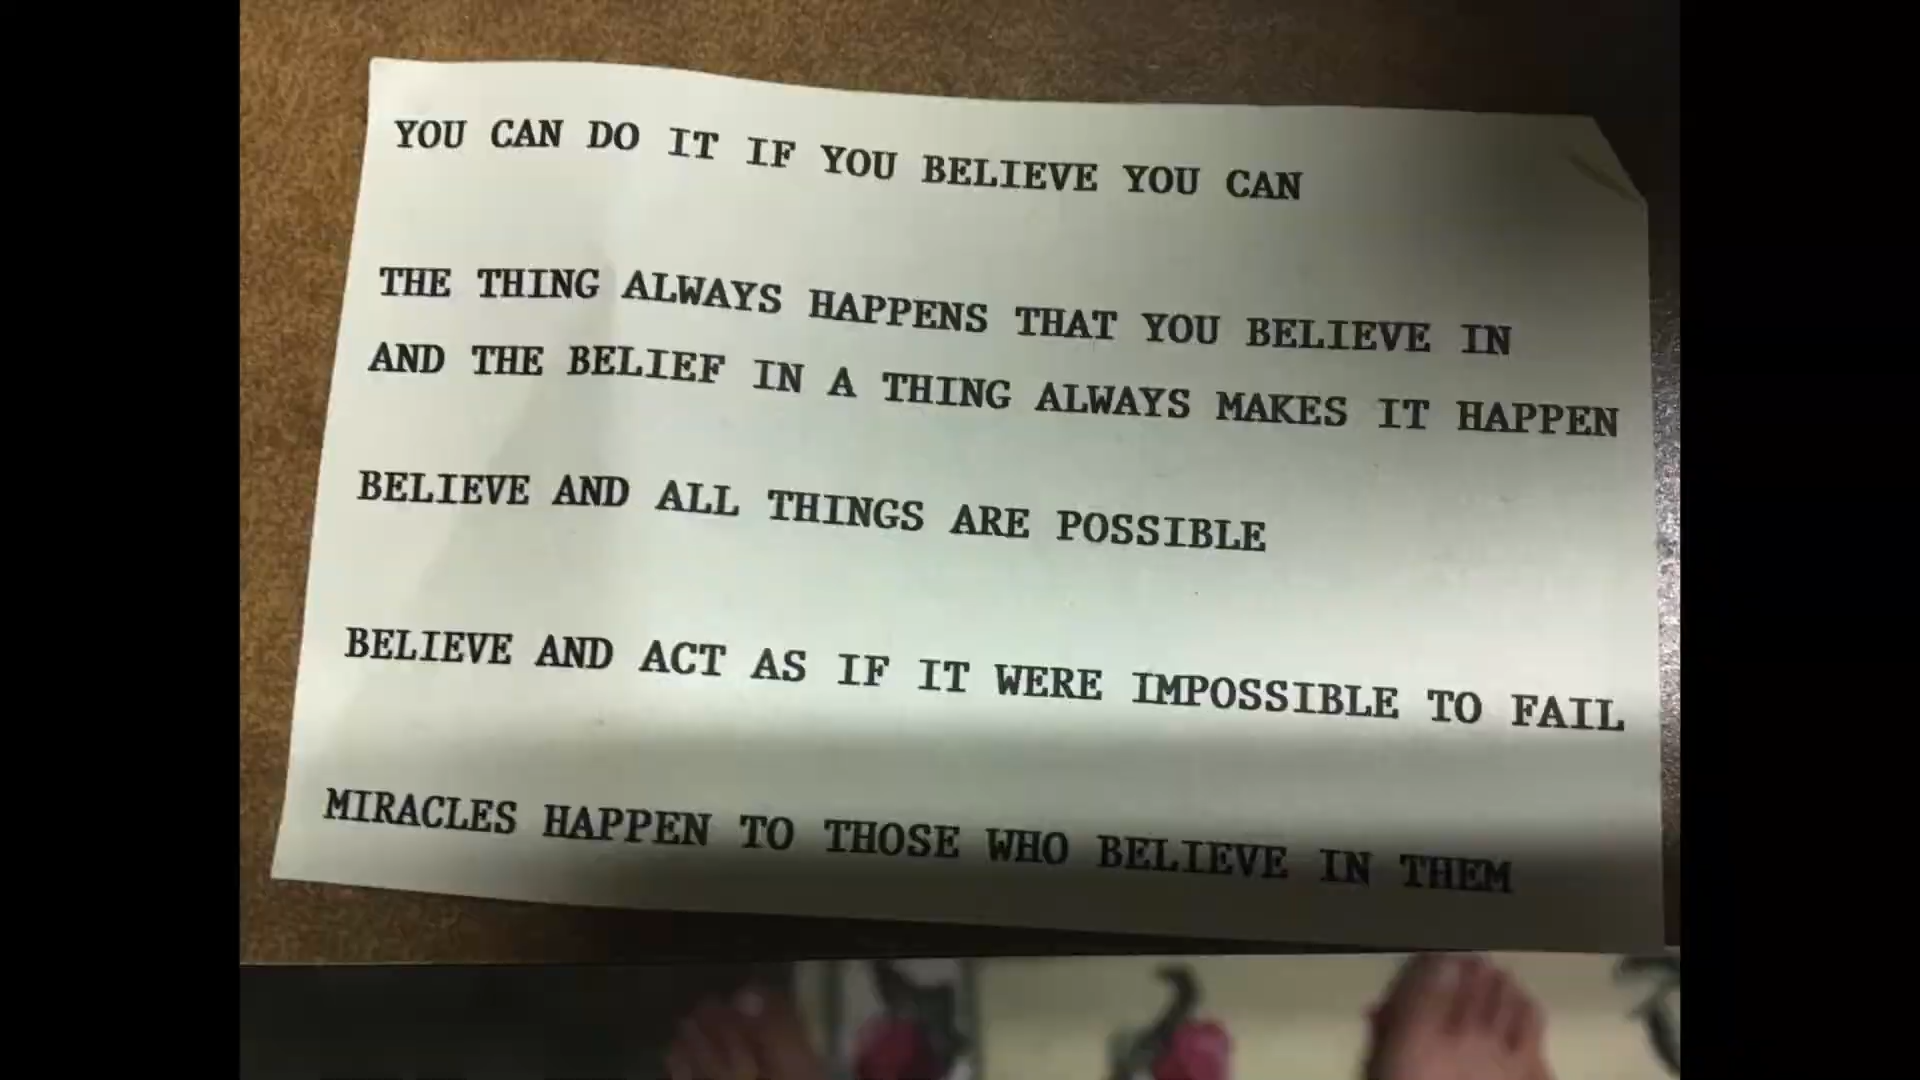 YOU CAN DO IT IF YOU BELIEVE YOU CAN
THE THING ALWAYS HAPPENS THAT YOU BELIEVE IN
AND THE BELIEF IN A THING ALWAYS MAKES IT HAPPEN
BELIEVE AND ALL THINGS ARE POSSIBLE
BELIEVE AND ACT AS IF IT WERE IMPOSSIBLE TO FAIL
MIRACLES HAPPEN TO THOSE WHO BELIEVE IN THEM